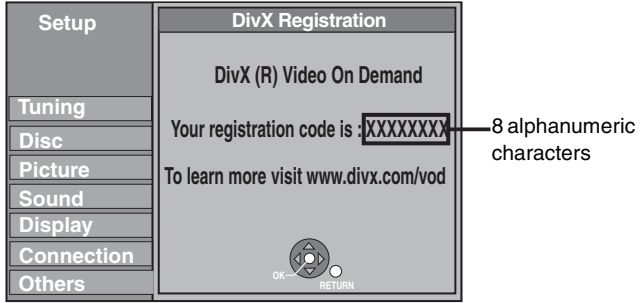 Setup
Tuning
Disc
Picture
Sound
Display
Connection
Others
DivX Registration
DivX (R) Video On Demand
Your registration code is : XXXXXXXX
To learn more visit www.divx.com/vod
OK
RETURN
8 alphanumeric
characters